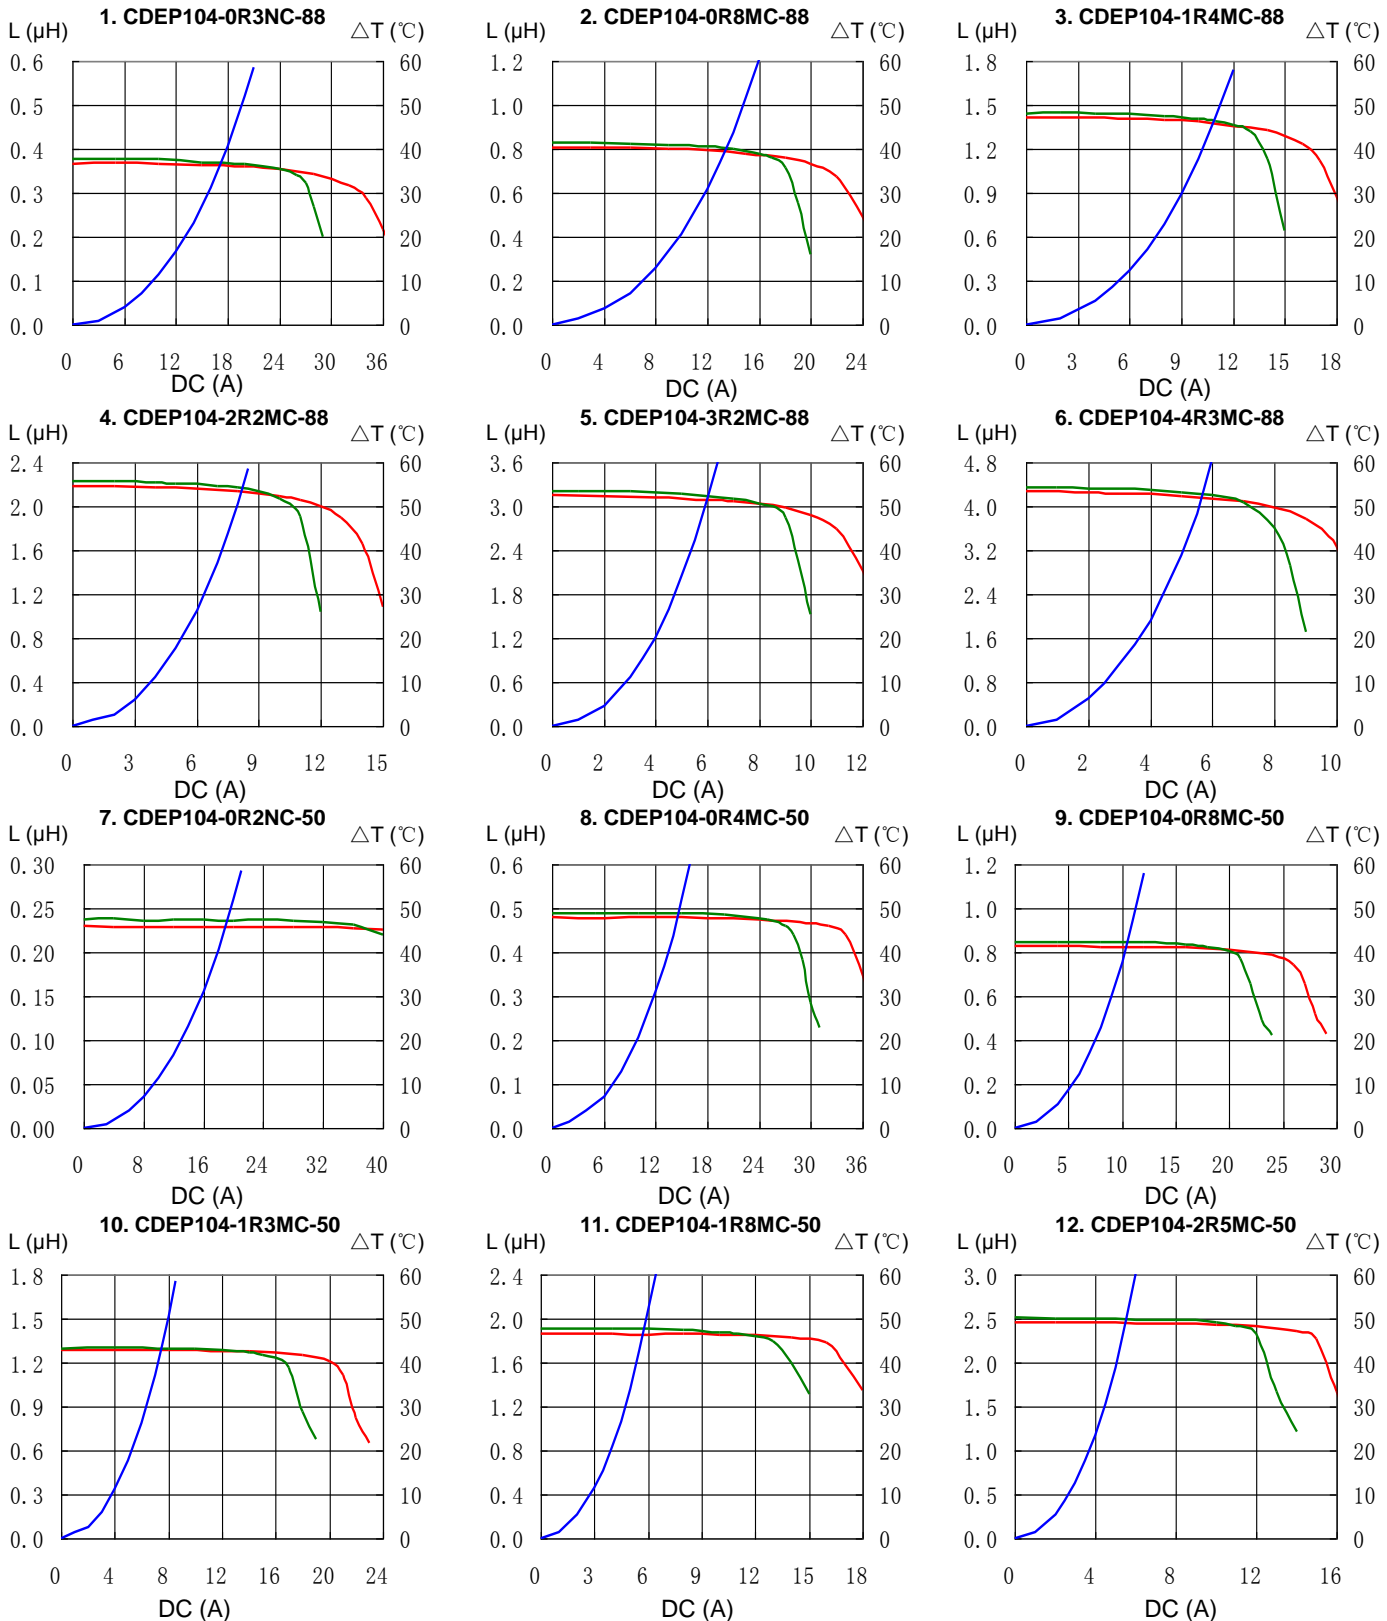 1. CDEP104-0R3NC-88
L (µH) △T (℃)
0.6 60
0.5 50
0.4 40
0.3 30
0.2 20
0.1 10
0.0 0
0 6 12 18 24 30 36
DC (A)
2. CDEP104-0R8MC-88
L (µH) △T (℃)
1.2 60
1.0 50
0.8 40
0.6 30
0.4 20
0.2 10
0.0 0
0 4 8 12 16 20 24
DC (A)
3. CDEP104-1R4MC-88
L (µH) △T (℃)
1.8 60
1.5 50
1.2 40
0.9 30
0.6 20
0.3 10
0.0 0
0 3 6 9 12 15 18
DC (A)
4. CDEP104-2R2MC-88
L (µH) △T (℃)
2.4 60
2.0 50
1.6 40
1.2 30
0.8 20
0.4 10
0.0 0
0 3 6 9 12 15
DC (A)
5. CDEP104-3R2MC-88
L (µH) △T (℃)
3.6 60
3.0 50
2.4 40
1.8 30
1.2 20
0.6 10
0.0 0
0 2 4 6 8 10 12
DC (A)
6. CDEP104-4R3MC-88
L (µH) △T (℃)
4.8 60
4.0 50
3.2 40
2.4 30
1.6 20
0.8 10
0.0 0
0 2 4 6 8 10
DC (A)
7. CDEP104-0R2NC-50
L (µH) △T (℃)
0.30 60
0.25 50
0.20 40
0.15 30
0.10 20
0.05 10
0.00 0
0 8 16 24 32 40
DC (A)
8. CDEP104-0R4MC-50
L (µH) △T (℃)
0.6 60
0.5 50
0.4 40
0.3 30
0.2 20
0.1 10
0.0 0
0 6 12 18 24 30 36
DC (A)
9. CDEP104-0R8MC-50
L (µH) △T (℃)
1.2 60
1.0 50
0.8 40
0.6 30
0.4 20
0.2 10
0.0 0
0 5 10 15 20 25 30
DC (A)
10. CDEP104-1R3MC-50
L (µH) △T (℃)
1.8 60
1.5 50
1.2 40
0.9 30
0.6 20
0.3 10
0.0 0
0 4 8 12 16 20 24
DC (A)
11. CDEP104-1R8MC-50
L (µH) △T (℃)
2.4 60
2.0 50
1.6 40
1.2 30
0.8 20
0.4 10
0.0 0
0 3 6 9 12 15 18
DC (A)
12. CDEP104-2R5MC-50
L (µH) △T (℃)
3.0 60
2.5 50
2.0 40
1.5 30
1.0 20
0.5 10
0.0 0
0 4 8 12 16
DC (A)